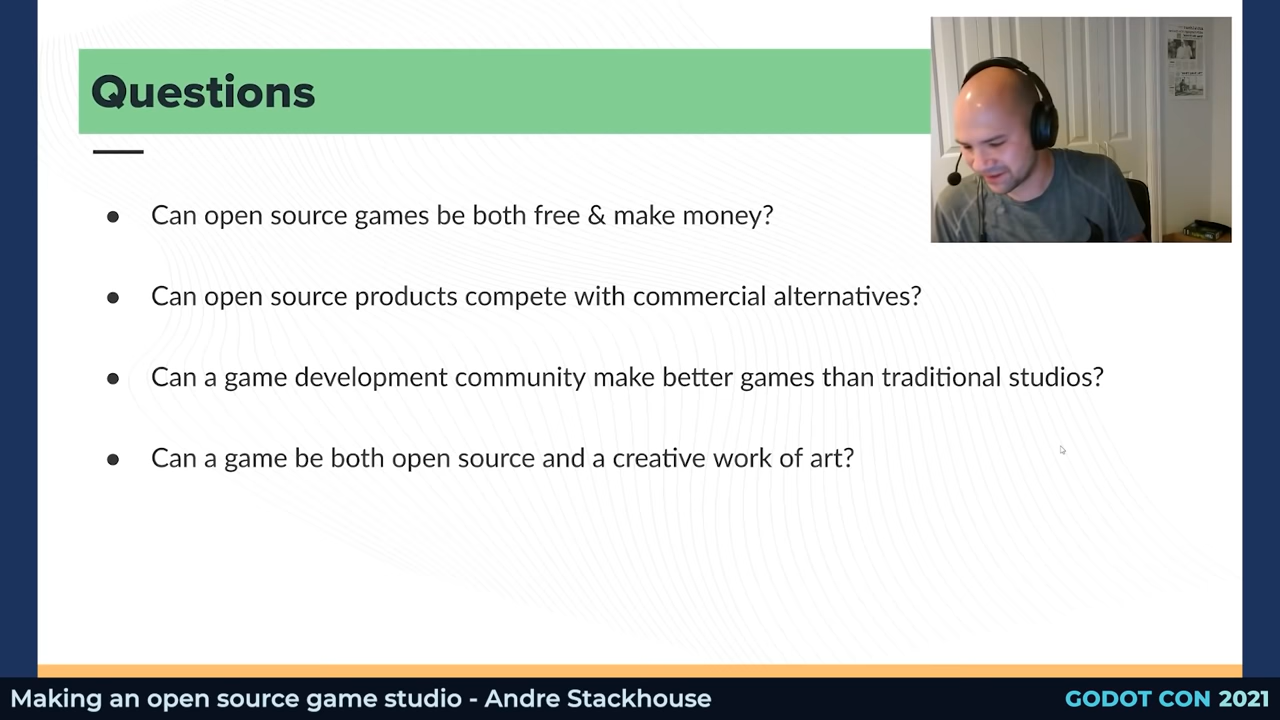 Questions
● Can open source games be both free & make money?
● Can open source products compete with commercial alternatives?
● Can a game development community make better games than traditional studios?
● Can a game be both open source and a creative work of art?
Making an open source game studio - Andre Stackhouse
GODOT CON 2021